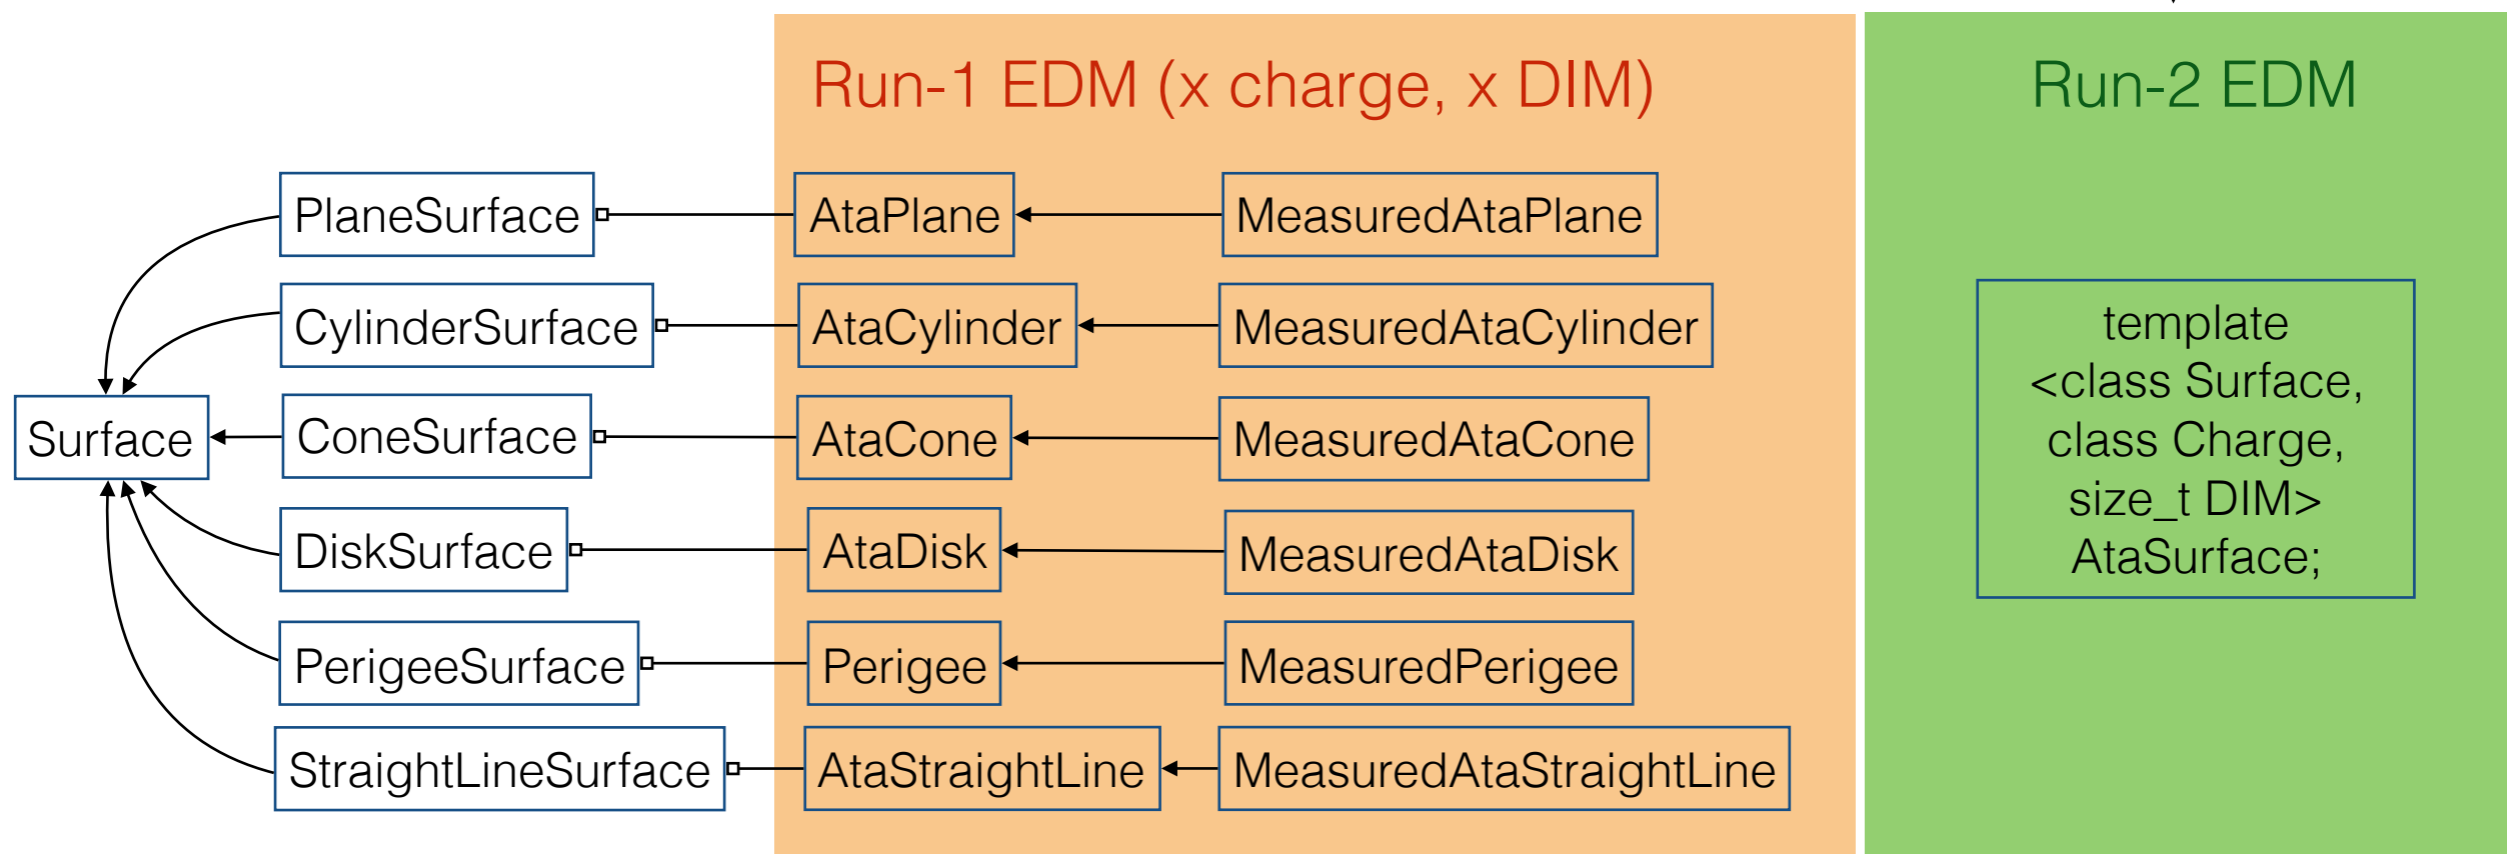 Run-1 EDM (x charge, x DIM)
Run-2 EDM
PlaneSurface
AtaPlane
MeasuredAtaPlane
CylinderSurface
AtaCylinder
MeasuredAtaCylinder
Surface
ConeSurface
AtaCone
MeasuredAtaCone
DiskSurface
AtaDisk
MeasuredAtaDisk
PerigeeSurface
Perigee
MeasuredPerigee
StraightLineSurface
AtaStraightLine
MeasuredAtaStraightLine
template
<class Surface,
class Charge,
size_t DIM>
AtaSurface;